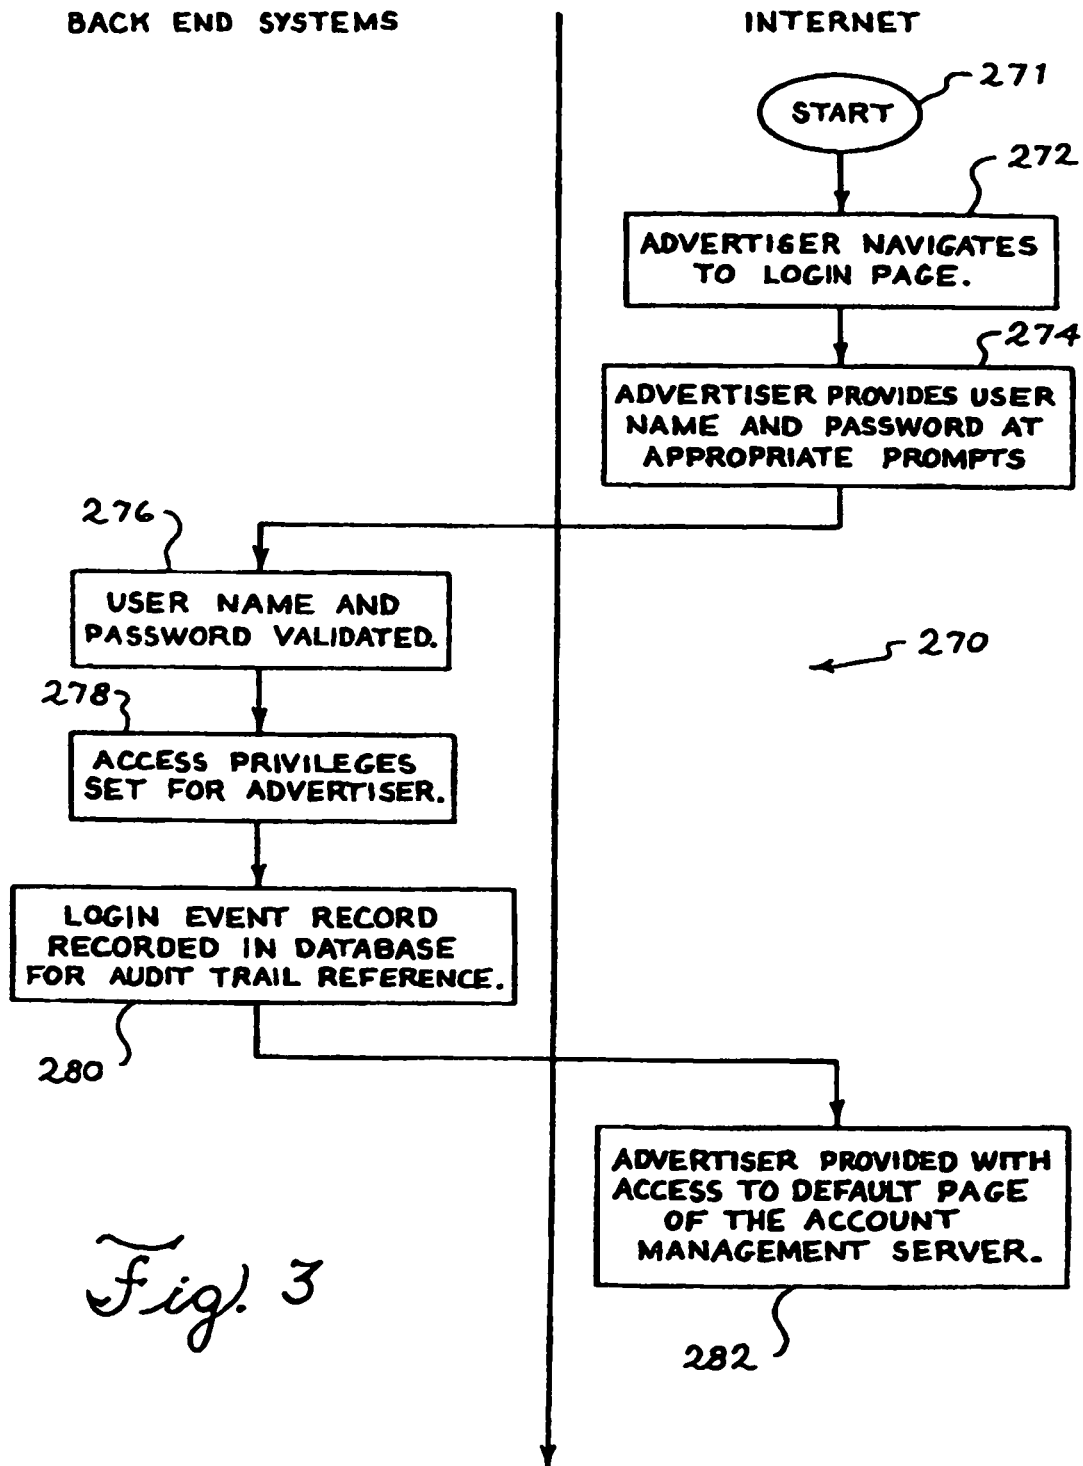 BACK END SYSTEMS
INTERNET
START
271
272
ADVERTISER NAVIGATES
TO LOGIN PAGE.
274
ADVERTISER PROVIDES USER
NAME AND PASSWORD AT
APPROPRIATE PROMPTS
276
USER NAME AND
PASSWORD VALIDATED.
270
278
ACCESS PRIVILEGES
SET FOR ADVERTISER.
LOGIN EVENT RECORD
RECORDED IN DATABASE
FOR AUDIT TRAIL REFERENCE.
280
ADVERTISER PROVIDED WITH
ACCESS TO DEFAULT PAGE
OF THE ACCOUNT
MANAGEMENT SERVER.
282
Fig. 3